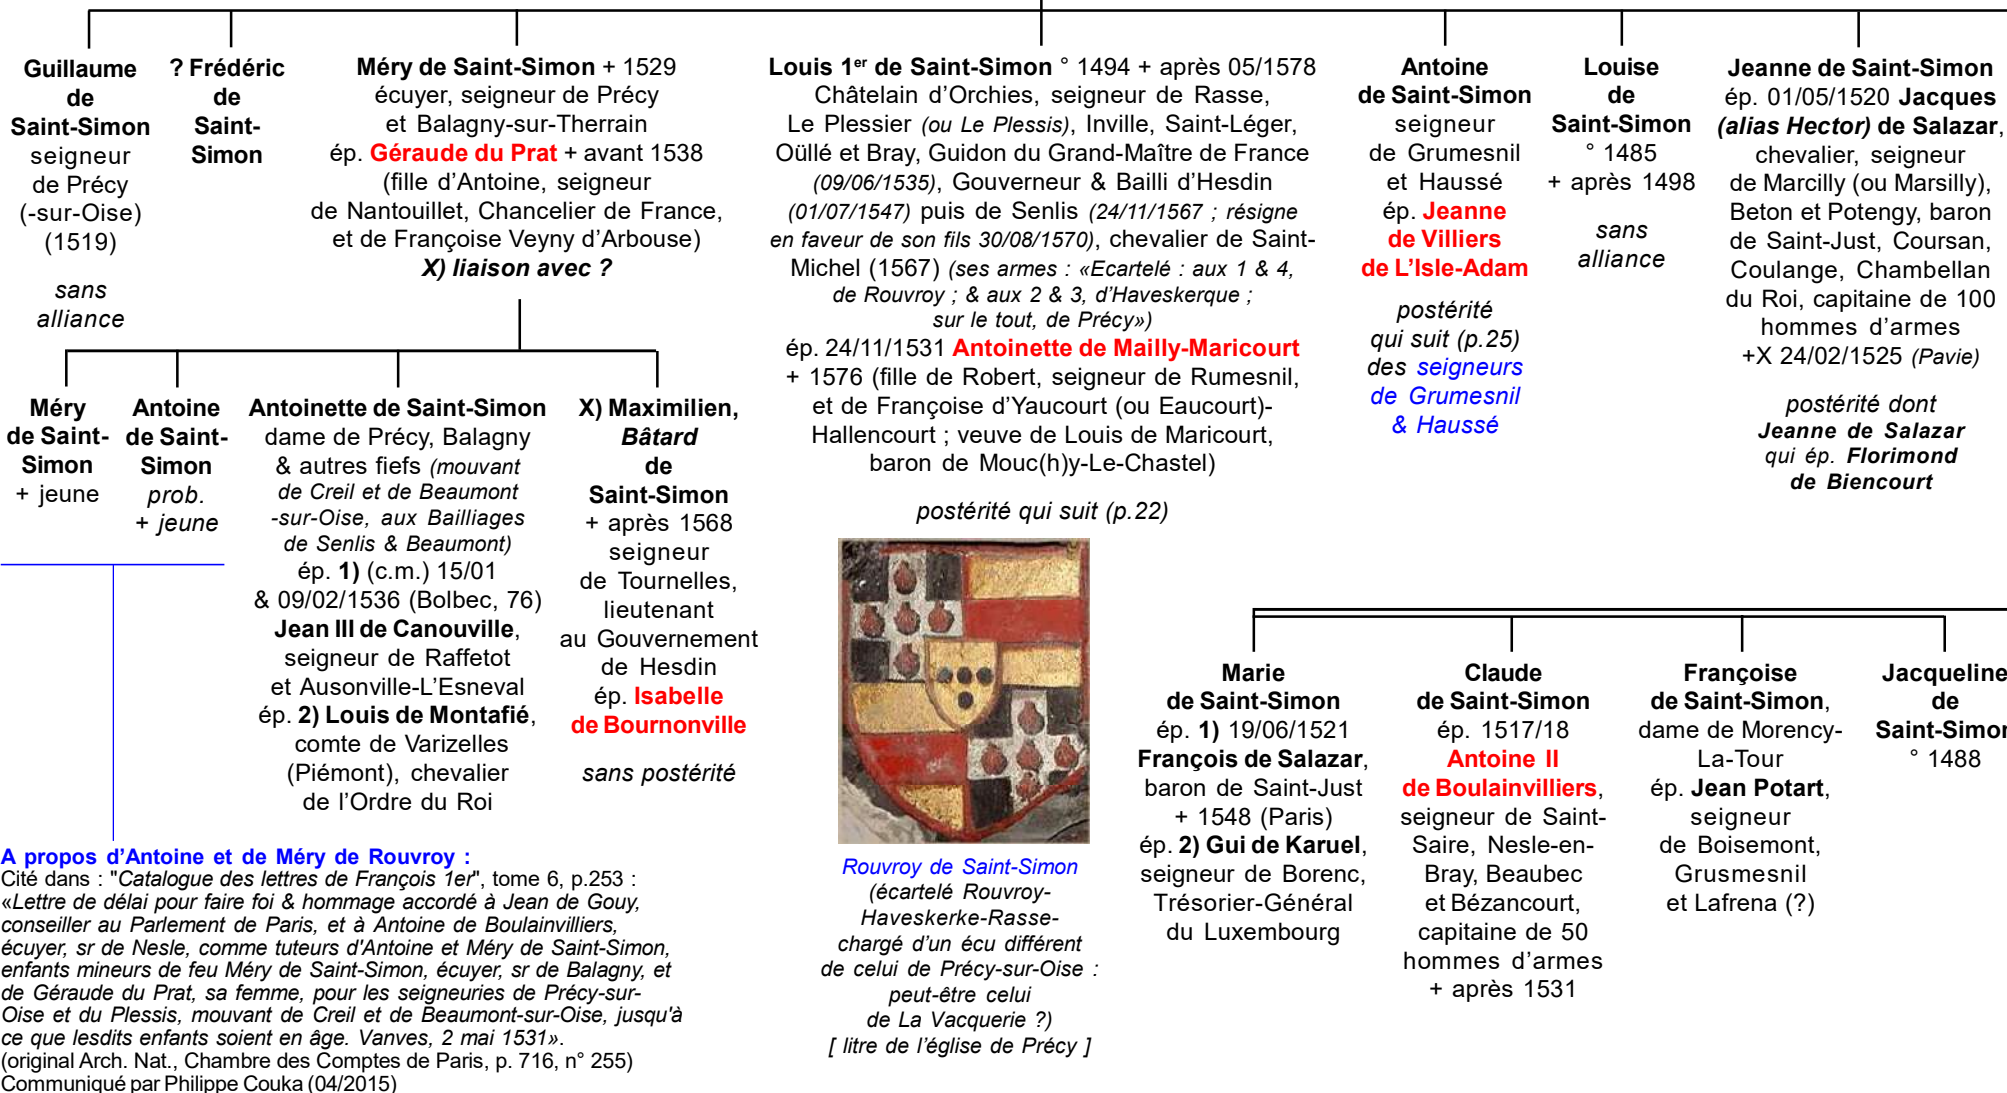 Guillaume
de
Saint-Simon
seigneur
de Précy
(-sur-Oise)
(1519)
sans
alliance
? Frédéric
de
Saint-
Simon
Méry de Saint-Simon + 1529
écuyer, seigneur de Précy
et Balagny-sur-Therrain
ép. Géraude du Prat + avant 1538
(fille d’Antoine, seigneur
de Nantouillet, Chancelier de France,
et de Françoise Veyny d’Arbouse)
X) liaison avec ?
Louis 1er de Saint-Simon ° 1494 + après 05/1578
Châtelain d’Orchies, seigneur de Rasse,
Le Plessier (ou Le Plessis), Inville, Saint-Léger,
Oüllé et Bray, Guidon du Grand-Maître de France
(09/06/1535), Gouverneur & Bailli d’Hesdin
(01/07/1547) puis de Senlis (24/11/1567 ; résigne
en faveur de son fils 30/08/1570), chevalier de Saint-
Michel (1567) (ses armes : «Ecartelé : aux 1 & 4,
de Rouvroy ; & aux 2 & 3, d’Haveskerque ;
sur le tout, de Précy»)
ép. 24/11/1531 Antoinette de Mailly-Maricourt
+ 1576 (fille de Robert, seigneur de Rumesnil,
et de Françoise d’Yaucourt (ou Eaucourt)-
Hallencourt ; veuve de Louis de Maricourt,
baron de Mouc(h)y-Le-Chastel)
postérité qui suit (p.22)
Antoine
de Saint-Simon
seigneur
de Grumesnil
et Haussé
ép. Jeanne
de Villiers
de L’Isle-Adam
postérité
qui suit (p.25)
des seigneurs
de Grumesnil
& Haussé
Louise
de
Saint-Simon
° 1485
+ après 1498
sans
alliance
Jeanne de Saint-Simon
ép. 01/05/1520 Jacques
(alias Hector) de Salazar,
chevalier, seigneur
de Marcilly (ou Marsilly),
Beton et Potengy, baron
de Saint-Just, Coursan,
Coulange, Chambellan
du Roi, capitaine de 100
hommes d’armes
+X 24/02/1525 (Pavie)
postérité dont
Jeanne de Salazar
qui ép. Florimond
de Biencourt
Méry
de Saint-
Simon
+ jeune
Antoine
de Saint-
Simon
prob.
+ jeune
Antoinette de Saint-Simon
dame de Précy, Balagny
& autres fiefs (mouvant
de Creil et de Beaumont
-sur-Oise, aux Bailliages
de Senlis & Beaumont)
ép. 1) (c.m.) 15/01
& 09/02/1536 (Bolbec, 76)
Jean III de Canouville,
seigneur de Raffetot
et Ausonville-L’Esneval
ép. 2) Louis de Montafié,
comte de Varizelles
(Piémont), chevalier
de l’Ordre du Roi
X) Maximilien,
Bâtard
de
Saint-Simon
+ après 1568
seigneur
de Tournelles,
lieutenant
au Gouvernement
de Hesdin
ép. Isabelle
de Bournonville
sans postérité
Marie
de Saint-Simon
ép. 1) 19/06/1521
François de Salazar,
baron de Saint-Just
+ 1548 (Paris)
ép. 2) Gui de Karuel,
seigneur de Borenc,
Trésorier-Général
du Luxembourg
Claude
de Saint-Simon
ép. 1517/18
Antoine II
de Boulainvilliers,
seigneur de Saint-
Saire, Nesle-en-
Bray, Beaubec
et Bézancourt,
capitaine de 50
hommes d’armes
+ après 1531
Françoise
de Saint-Simon,
dame de Morency-
La-Tour
ép. Jean Potart,
seigneur
de Boisemont,
Grusmesnil
et Lafrena (?)
Jacqueline
de
Saint-Simon
° 1488
A propos d’Antoine et de Méry de Rouvroy :
Cité dans : "Catalogue des lettres de François 1er", tome 6, p.253 :
«Lettre de délai pour faire foi & hommage accordé à Jean de Gouy,
conseiller au Parlement de Paris, et à Antoine de Boulainvilliers,
écuyer, sr de Nesle, comme tuteurs d'Antoine et Méry de Saint-Simon,
enfants mineurs de feu Méry de Saint-Simon, écuyer, sr de Balagny, et
de Géraude du Prat, sa femme, pour les seigneuries de Précy-sur-
Oise et du Plessis, mouvant de Creil et de Beaumont-sur-Oise, jusqu'à
ce que lesdits enfants soient en âge. Vanves, 2 mai 1531».
(original Arch. Nat., Chambre des Comptes de Paris, p. 716, n° 255)
Communiqué par Philippe Couka (04/2015)
Rouvroy de Saint-Simon
(écartelé Rouvroy-
Haveskerke-Rasse-
chargé d’un écu différent
de celui de Précy-sur-Oise :
peut-être celui
de La Vacquerie ?)
[ litre de l’église de Précy ]